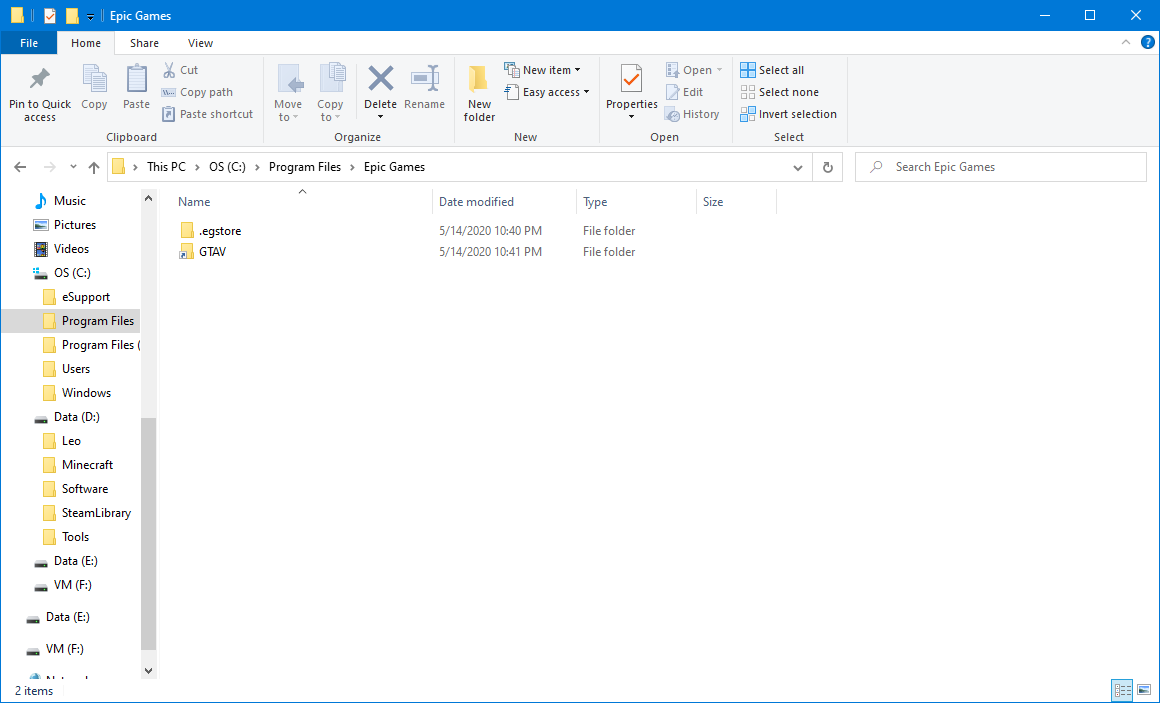 Epic Games
File Home Share View
Pin to Quick access
Copy
Paste
Cut
Copy path
Paste shortcut
Clipboard
Move to
Copy to
Delete
Rename
Organize
New folder
New item
Easy access
New
Properties
Open
Edit
History
Open
Select all
Select none
Invert selection
Select
This PC > OS (C:) > Program Files > Epic Games
Search Epic Games
Music
Pictures
Videos
OS (C:)
eSupport
Program Files
Program Files (
Users
Windows
Data (D:)
Leo
Minecraft
Software
SteamLibrary
Tools
Data (E:)
VM (F:)
Data (E:)
VM (F:)
Name Date modified Type Size
.egstore 5/14/2020 10:40 PM File folder
GTAV 5/14/2020 10:41 PM File folder
2 items